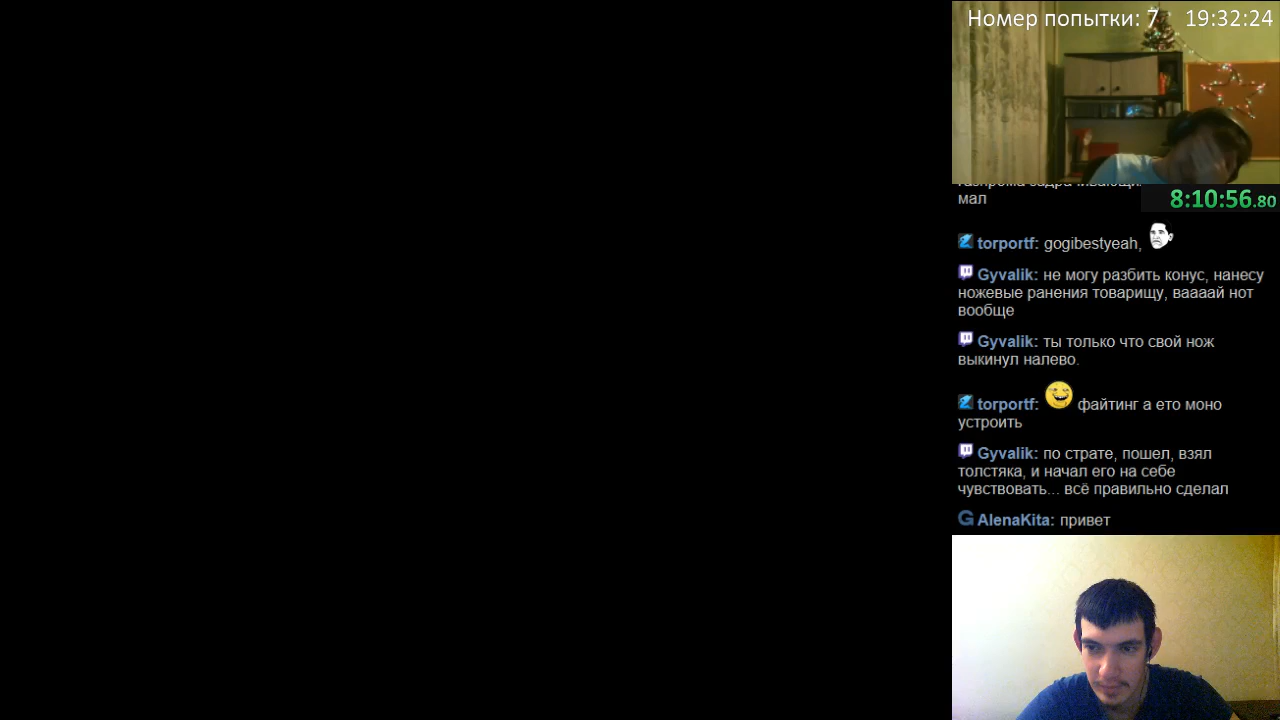 Номер попытки: 7 19:32:24
8:10:56.80
мал
torportf: gogibestyeah,
Gyvalik: не могу разбить конус, нанесу
ножевые ранения товарищу, ваааай нот
вообще
Gyvalik: ты только что свой нож
выкинул налево.
torportf: файтинг а ето моно
устроить
Gyvalik: по страте, пошел, взял
толстяка, и начал его на себе
чувствовать... всё правильно сделал
AlenaKita: привет